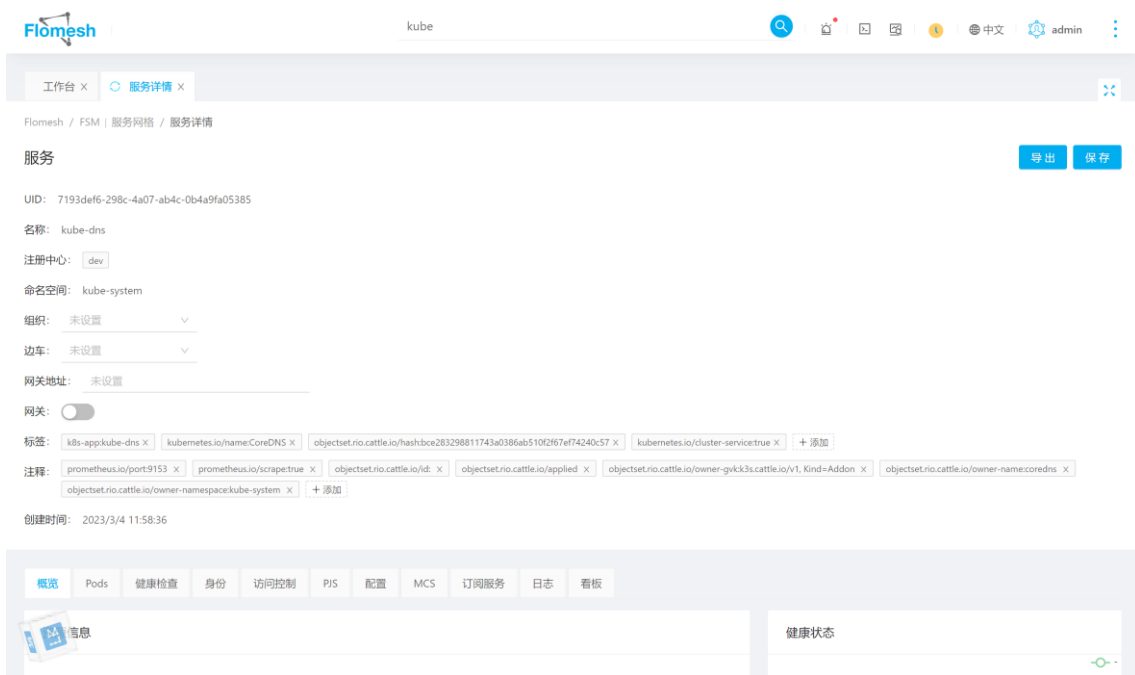 Flomesh
kube
中文
admin
工作台 ×
服务详情 ×
Flomesh / FSM | 服务网格 / 服务详情
服务
导出 保存
UID: 7193def6-298c-4a07-ab4c-0b4a9fa05385
名称: kube-dns
注册中心: dev
命名空间: kube-system
组织: 未设置
边车: 未设置
网关地址: 未设置
网关:
标签: k8s-app:kube-dns × kubernetes.io/name:CoreDNS × objectset.rio.cattle.io/hash:bce283298811743a0386ab510f2f67ef74240c57 × kubernetes.io/cluster-service:true × + 添加
注释: prometheus.io/port:9153 × prometheus.io/scrape:true × objectset.rio.cattle.io/id: × objectset.rio.cattle.io/applied × objectset.rio.cattle.io/owner-gvk:k3s.cattle.io/v1, Kind=Addon × objectset.rio.cattle.io/owner-name:coredns ×
objectset.rio.cattle.io/owner-namespace:kube-system × + 添加
创建时间: 2023/3/4 11:58:36
概览 Pods 健康检查 身份 访问控制 PJS 配置 MCS 订阅服务 日志 看板
信息
健康状态